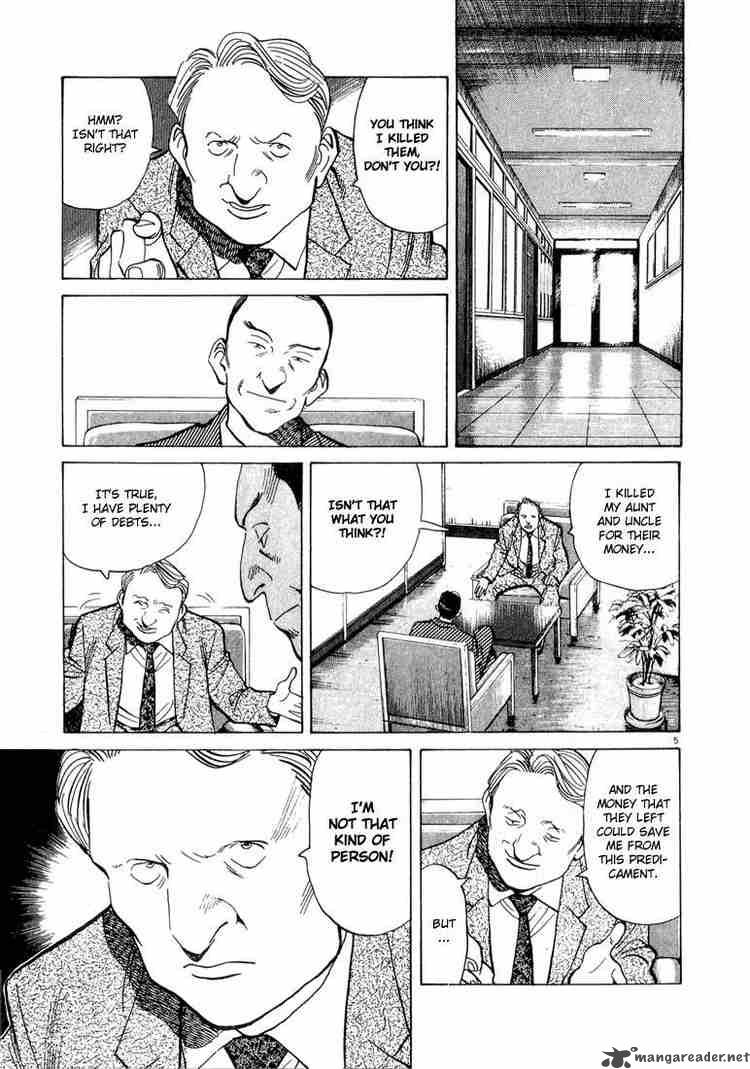 YOU THINK
I KILLED
THEM,
DON'T YOU?!
HMM?
ISN'T THAT
RIGHT?
I KILLED
MY AUNT
AND UNCLE
FOR THEIR
MONEY...
ISN'T THAT
WHAT YOU
THINK?!
IT'S TRUE,
I HAVE PLENTY
OF DEBTS...
5
AND THE
MONEY THAT
THEY LEFT
COULD SAVE
ME FROM
THIS PREDI-
CAMENT.
BUT
...
I'M
NOT THAT
KIND OF
PERSON!
mangareader.net